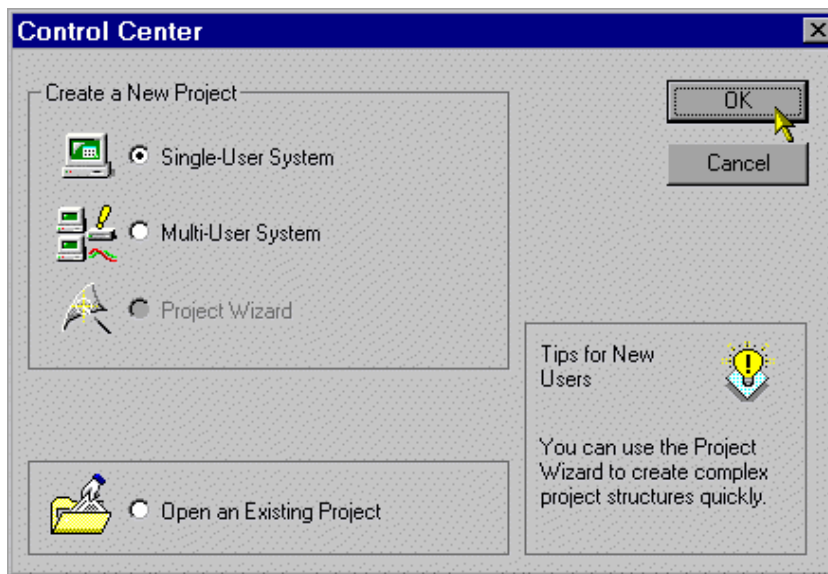 Control Center
Create a New Project
Single-User System
Multi-User System
Project Wizard
Open an Existing Project
OK
Cancel
Tips for New
Users
You can use the Project
Wizard to create complex
project structures quickly.